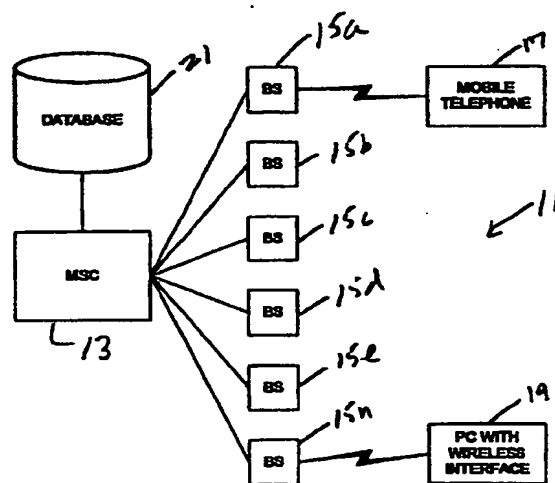 15a
21
17
DATABASE
BS
MOBILE
TELEPHONE
BS
15b
11
BS
15c
MSC
13
BS
15d
BS
15e
BS
15n
19
PC WITH
WIRELESS
INTERFACE